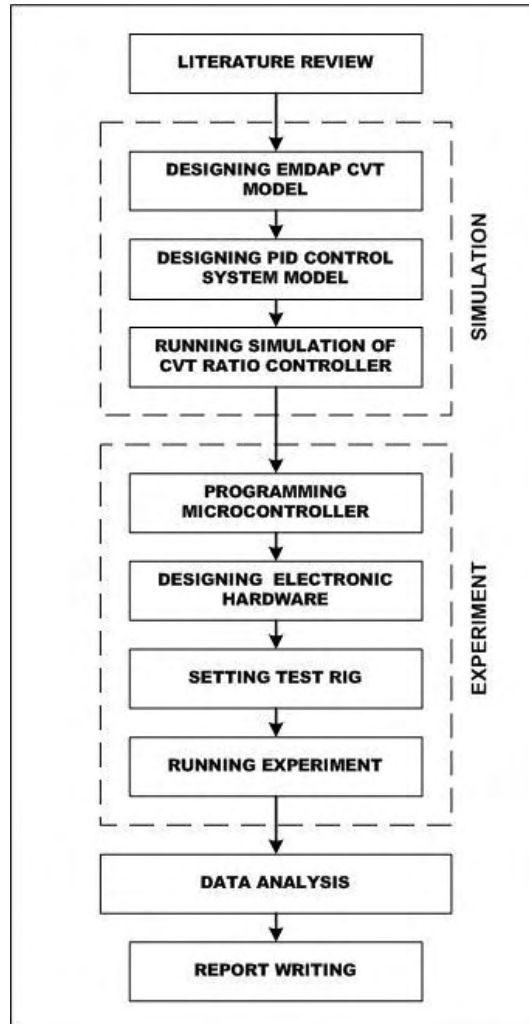 LITERATURE REVIEW
DESIGNING EMDAP CVT
MODEL
DESIGNING PID CONTROL
SYSTEM MODEL
RUNNING SIMULATION OF
CVT RATIO CONTROLLER
SIMULATION
PROGRAMMING
MICROCONTROLLER
DESIGNING ELECTRONIC
HARDWARE
SETTING TEST RIG
RUNNING EXPERIMENT
EXPERIMENT
DATA ANALYSIS
REPORT WRITING